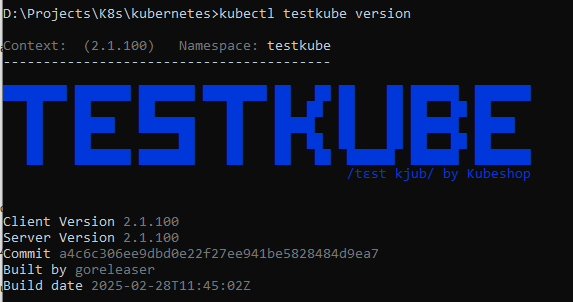 D:\Projects\K8s\kubernetes>kubectl testkube version
Context:  (2.1.100)   Namespace: testkube
-----------------------------------------
TESTKUBE
/tɛst kjub/ by Kubeshop
Client Version 2.1.100
Server Version 2.1.100
Commit a4c6c306ee9dbd0e22f27ee941be5828484d9ea7
Built by goreleaser
Build date 2025-02-28T11:45:02Z